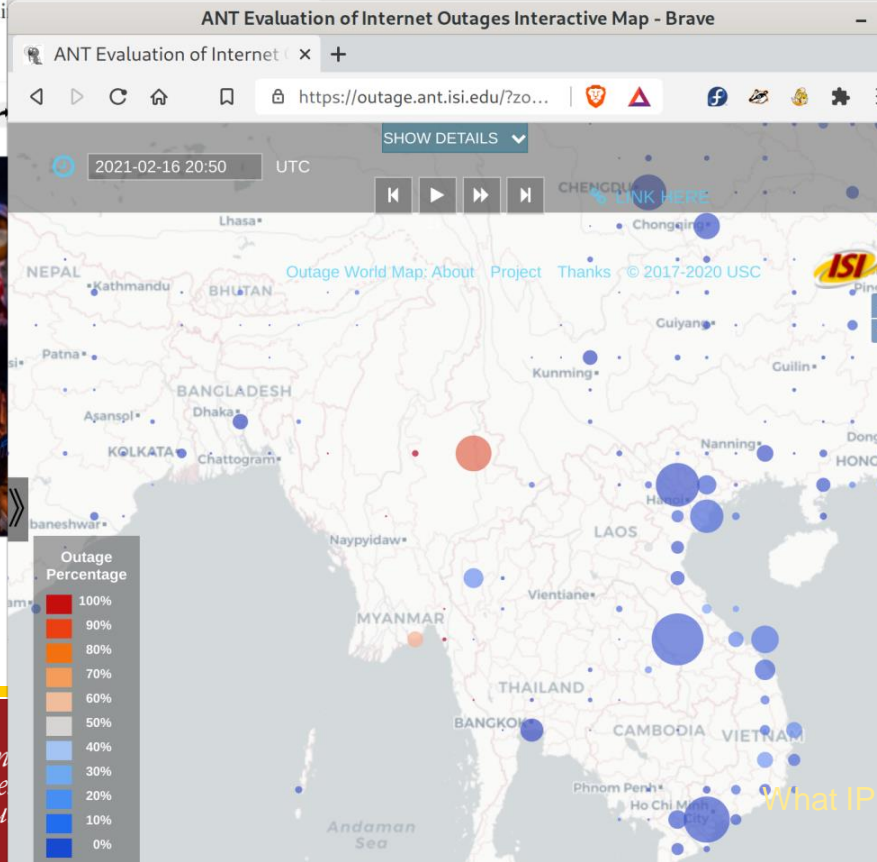 ANT Evaluation of Internet Outages Interactive Map - Brave
ANT Evaluation of Internet
https://outage.ant.isi.edu/?zo...
SHOW DETAILS
2021-02-16 20:50 UTC
LINK HERE
CHENGDU
Lhasa
Chongqing
NEPAL
Outage World Map: About Project Thanks © 2017-2020 USC
ISI
Kathmandu
BHUTAN
Guiyang
Patna
Kunming
Guilin
BANGLADESH
Asansol
Dhaka
KOLKATA
Chattogram
Nanning
Dong
HONG
Hanoi
baneshwar
Naypyidaw
LAOS
Outage
Percentage
100%
90%
80%
70%
60%
50%
40%
30%
20%
10%
0%
Vientiane
MYANMAR
THAILAND
BANGKOK
CAMBODIA
VIETNAM
Phnom Penh
What IP
Ho Chi Minh
City
Andaman
Sea